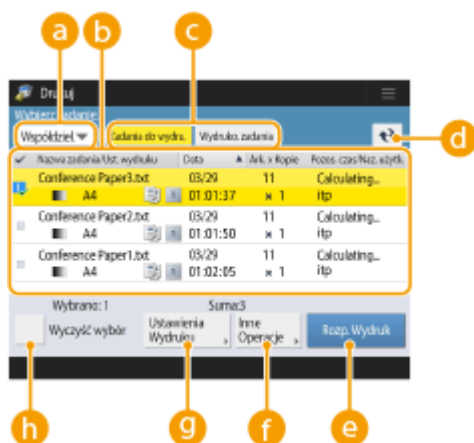 a b c
Drukuj
Wybierz zadanie
Współdziel. Zadania do wydru. Wydruko. zadania
d
Nazwa zadania/Ust. wydruku Data Ark. x Kopie Pozos. czas/Naz. użytk.
Conference Paper3.txt 03/29 11 Calculating...
A4 01:01:37 x 1 itp
Conference Paper2.txt 03/29 11 Calculating...
A4 01:01:50 x 1 itp
Conference Paper1.txt 03/29 11 Calculating...
A4 01:02:05 x 1 itp
Wybrano: 1 Suma:3
Wyczyść wybór Ustawienia Wydruku Inne Operacje Rozp. Wydruk
h g f e